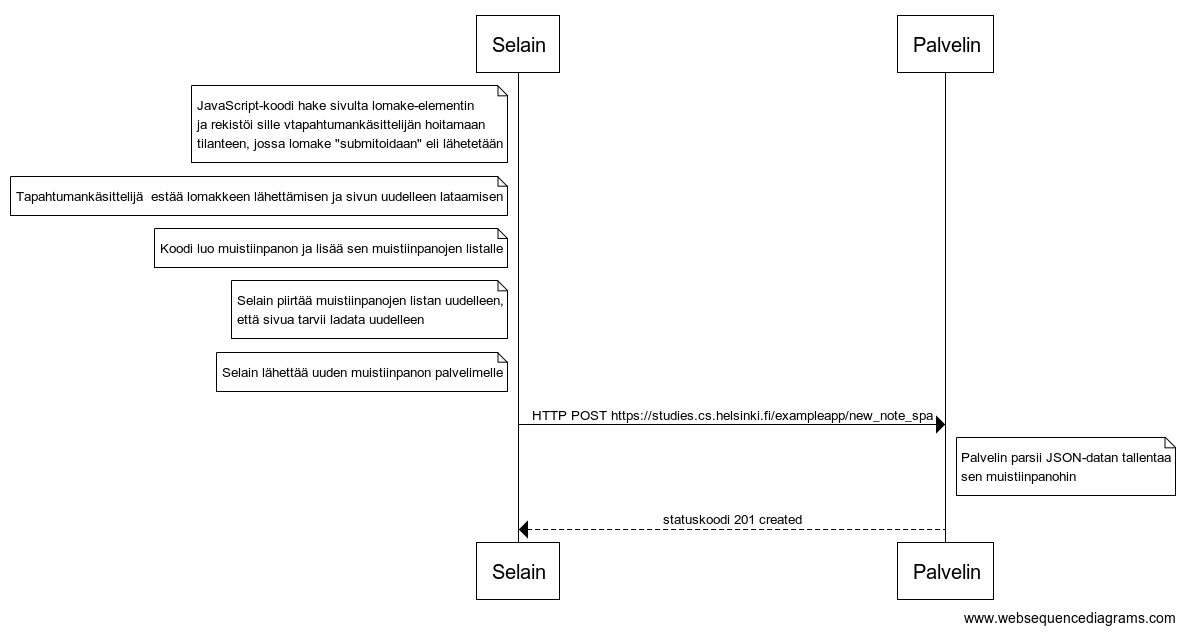 Selain
Palvelin
JavaScript-koodi hake sivulta lomake-elementin
ja rekistöi sille vtapahtumankäsittelijän hoitamaan
tilanteen, jossa lomake "submitoidaan" eli lähetetään
Tapahtumankäsittelijä  estää lomakkeen lähettämisen ja sivun uudelleen lataamisen
Koodi luo muistiinpanon ja lisää sen muistiinpanojen listalle
Selain piirtää muistiinpanojen listan uudelleen,
että sivua tarvii ladata uudelleen
Selain lähettää uuden muistiinpanon palvelimelle
HTTP POST https://studies.cs.helsinki.fi/exampleapp/new_note_spa
Palvelin parsii JSON-datan tallentaa
sen muistiinpanohin
statuskoodi 201 created
Selain
Palvelin
www.websequencediagrams.com